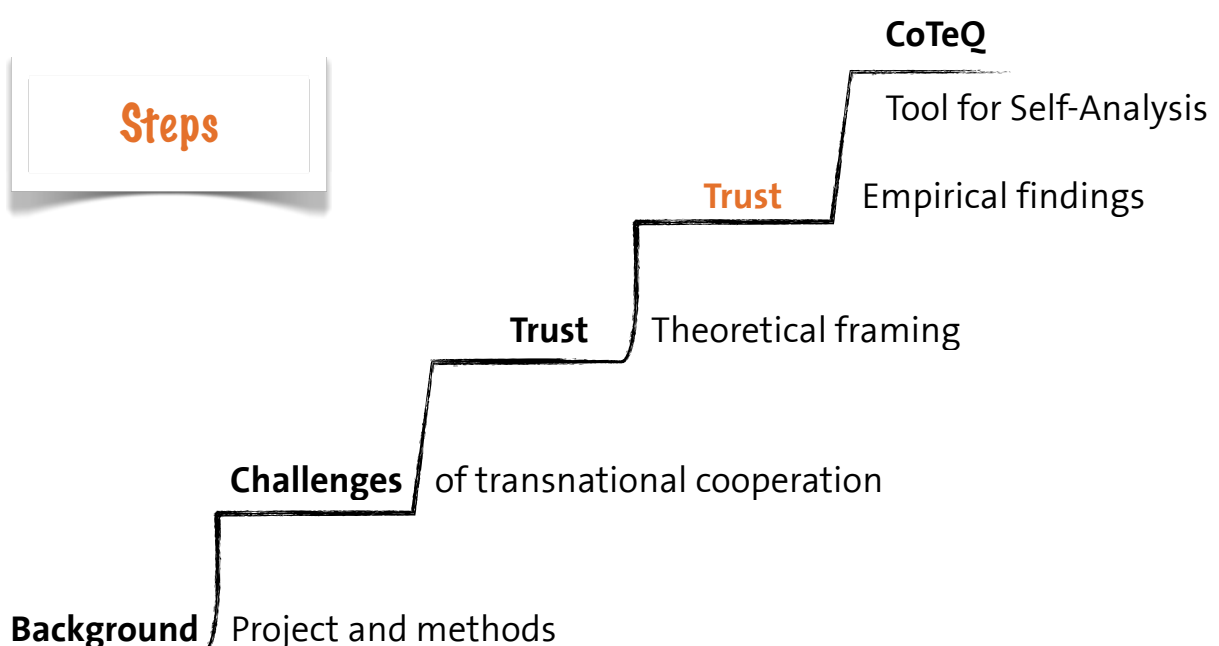 CoTeQ
Steps
Tool for Self-Analysis
Trust Empirical findings
Trust Theoretical framing
Challenges of transnational cooperation
Background Project and methods